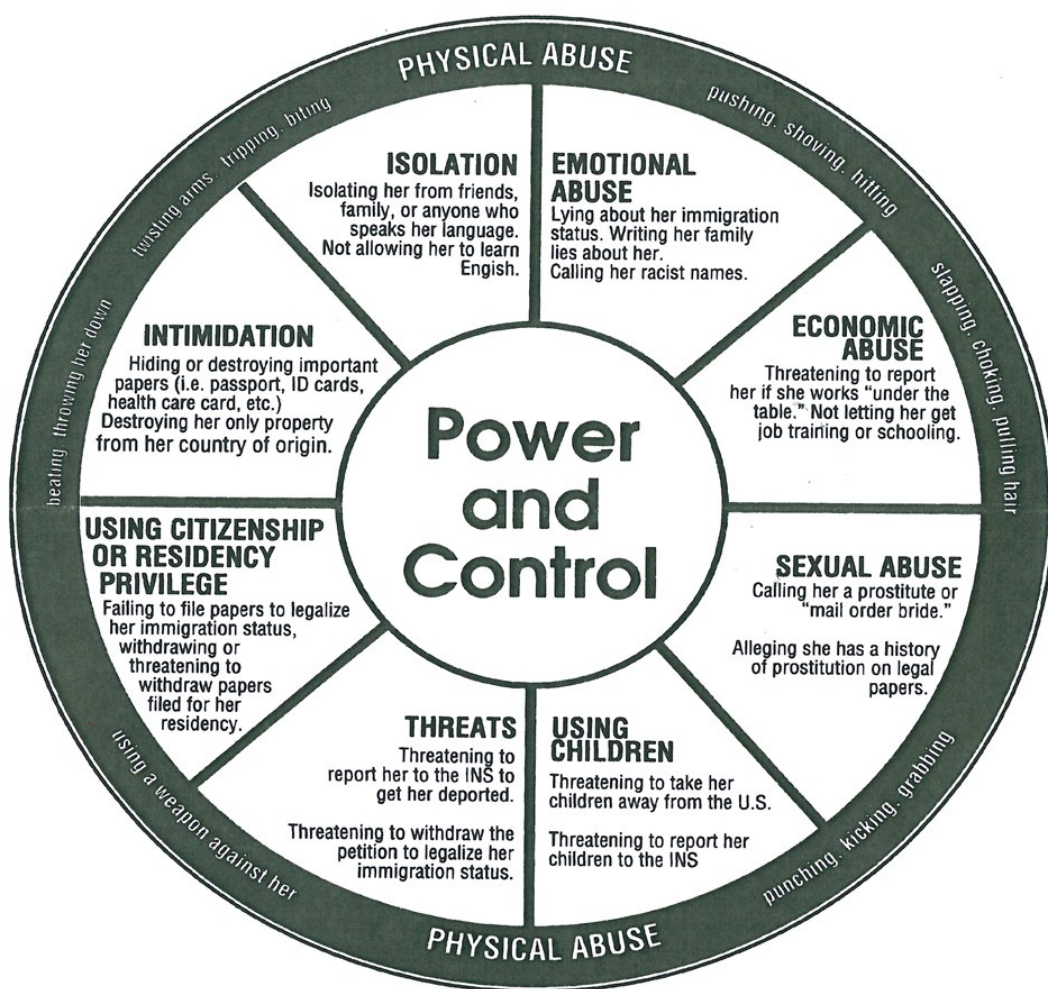 PHYSICAL ABUSE
pushing. shoving. hitting
slapping. choking. pulling hair
punching. kicking. grabbing
PHYSICAL ABUSE
using a weapon against her
beating. throwing her down
twisting arms. tripping. biting
Power
and
Control
ISOLATION
Isolating her from friends,
family, or anyone who
speaks her language.
Not allowing her to learn
Engish.
EMOTIONAL
ABUSE
Lying about her immigration
status. Writing her family
lies about her.
Calling her racist names.
ECONOMIC
ABUSE
Threatening to report
her if she works “under the
table.” Not letting her get
job training or schooling.
SEXUAL ABUSE
Calling her a prostitute or
“mail order bride.”
Alleging she has a history
of prostitution on legal
papers.
USING
CHILDREN
Threatening to take her
children away from the U.S.
Threatening to report her
children to the INS
THREATS
Threatening to
report her to the INS to
get her deported.
Threatening to withdraw the
petition to legalize her
immigration status.
USING CITIZENSHIP
OR RESIDENCY
PRIVILEGE
Failing to file papers to legalize
her immigration status,
withdrawing or
threatening to
withdraw papers
filed for her
residency.
INTIMIDATION
Hiding or destroying important
papers (i.e. passport, ID cards,
health care card, etc.)
Destroying her only property
from her country of origin.